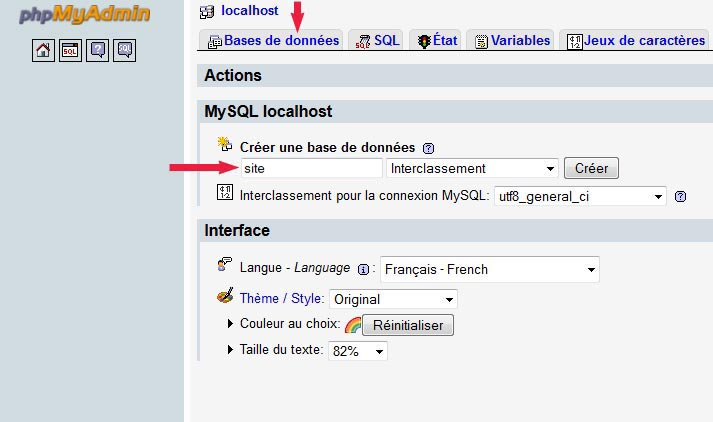 phpMyAdmin
localhost
Bases de données SQL État Variables Jeux de caractères
SQL
Actions
MySQL localhost
Créer une base de données
site Interclassement Créer
Interclassement pour la connexion MySQL: utf8_general_ci
Interface
Langue - Language : Français - French
Thème / Style: Original
Couleur au choix: Réinitialiser
Taille du texte: 82%